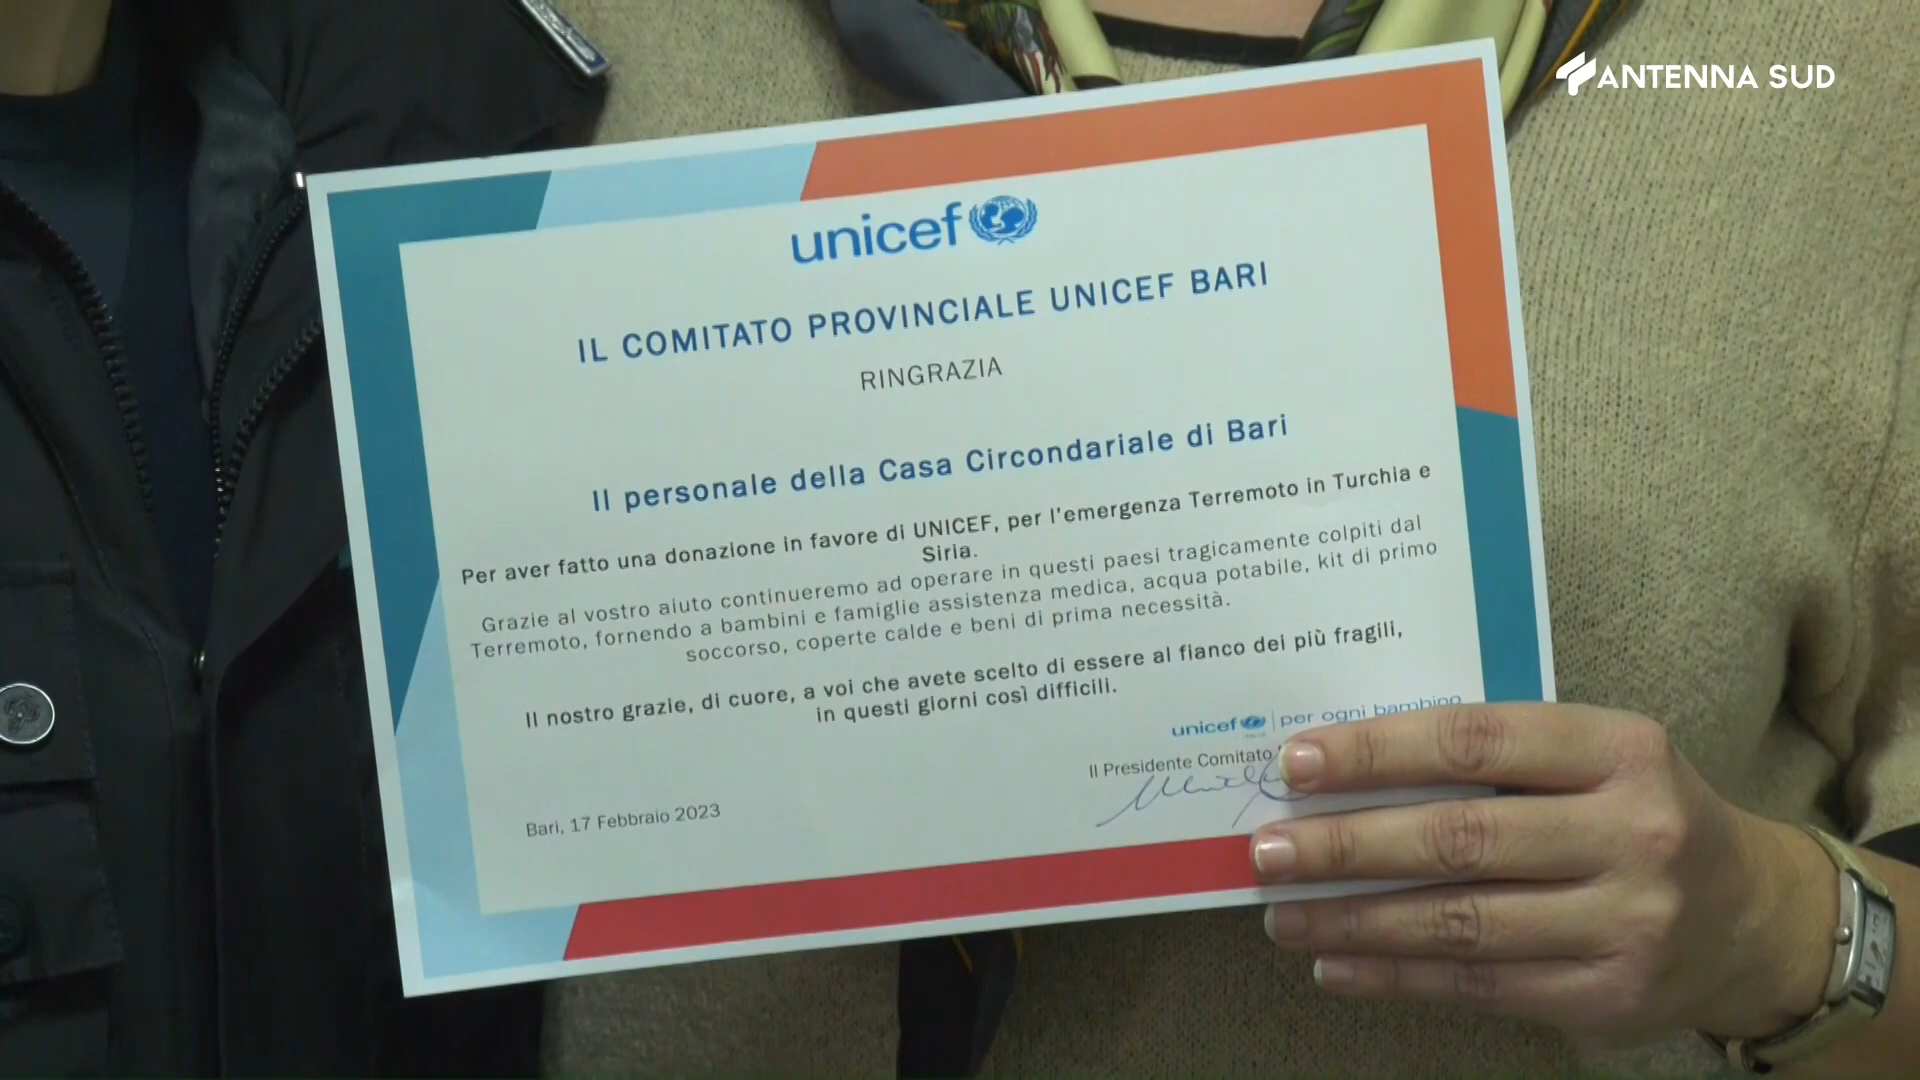 ANTENNA SUD
unicef
IL COMITATO PROVINCIALE UNICEF BARI
RINGRAZIA
Il personale della Casa Circondariale di Bari
Per aver fatto una donazione in favore di UNICEF, per l'emergenza Terremoto in Turchia e
Siria.
Grazie al vostro aiuto continueremo ad operare in questi paesi tragicamente colpiti dal
Terremoto, fornendo a bambini e famiglie assistenza medica, acqua potabile, kit di primo
soccorso, coperte calde e beni di prima necessità.
Il nostro grazie, di cuore, a voi che avete scelto di essere al fianco dei più fragili,
in questi giorni così difficili.
unicef per ogni bambino
Il Presidente Comitato
Bari, 17 Febbraio 2023